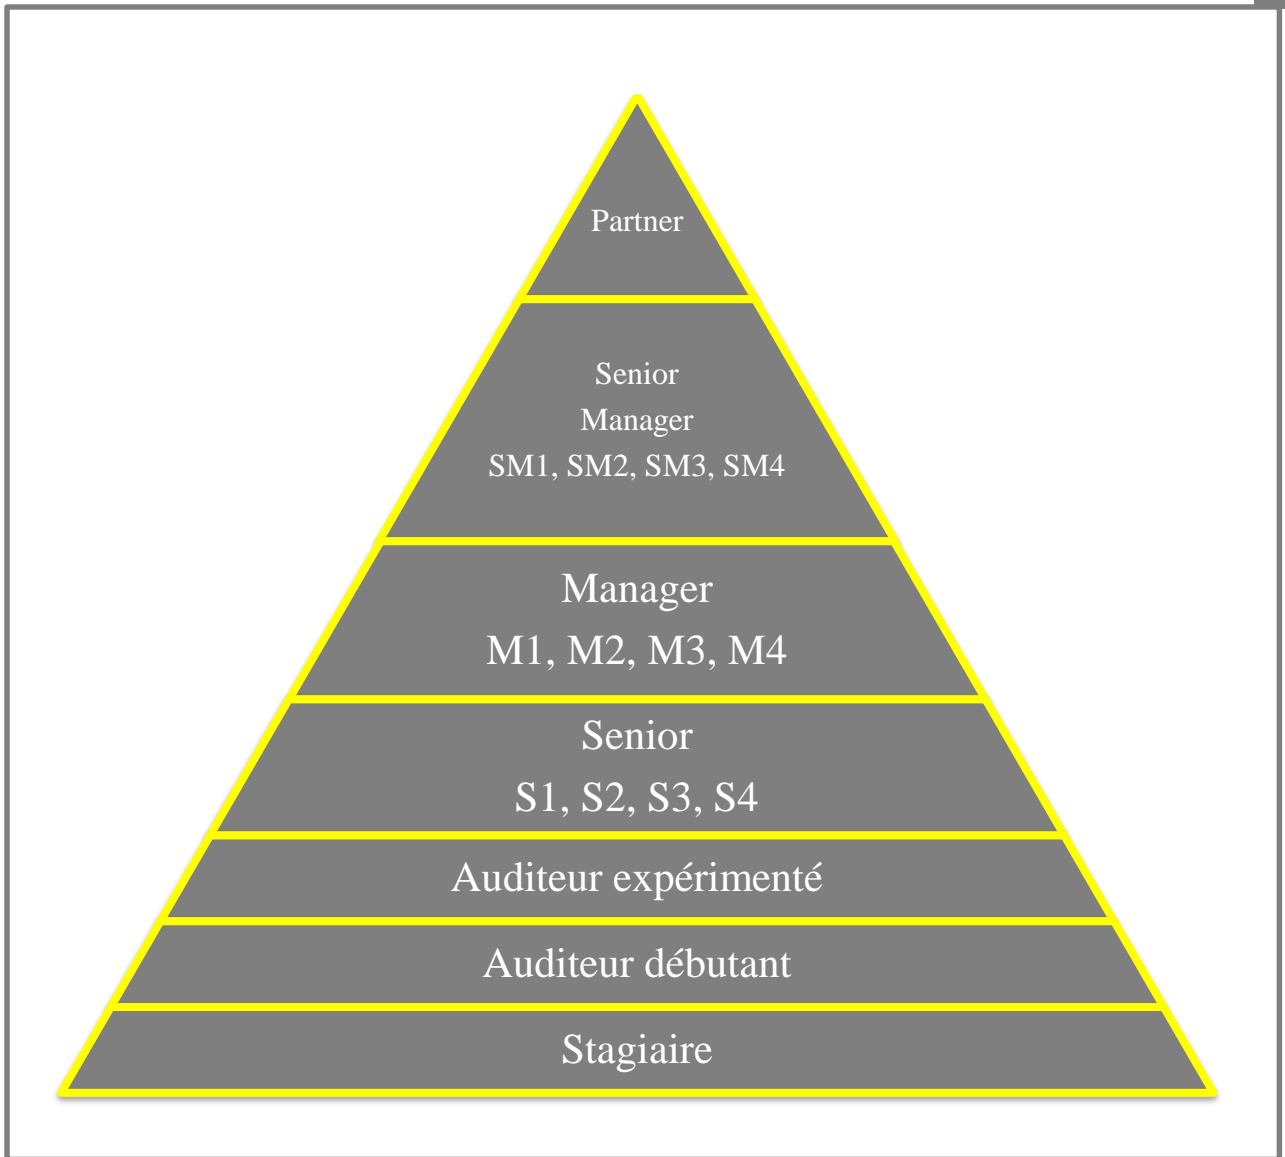 Partner
Senior
Manager
SM1, SM2, SM3, SM4
Manager
M1, M2, M3, M4
Senior
S1, S2, S3, S4
Auditeur expérimenté
Auditeur débutant
Stagiaire